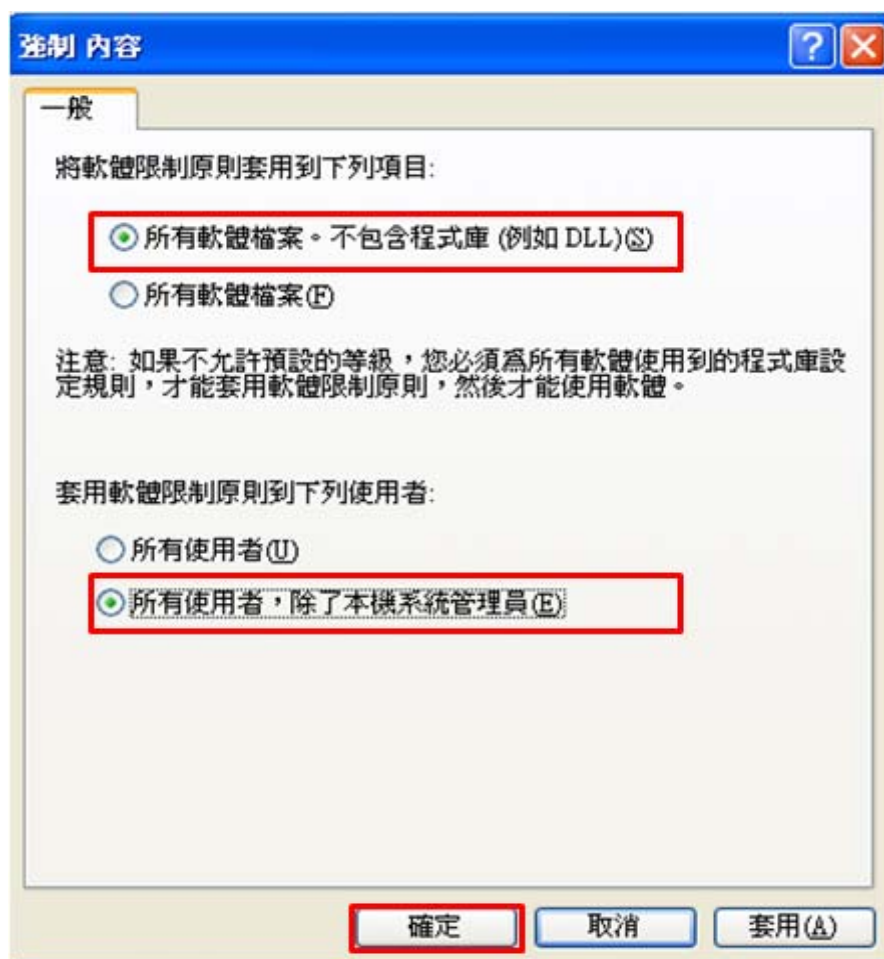 強制 內容
一般
將軟體限制原則套用到下列項目:
所有軟體檔案。不包含程式庫 (例如 DLL)(S)
所有軟體檔案(F)
注意: 如果不允許預設的等級，您必須為所有軟體使用到的程式庫設
定規則，才能套用軟體限制原則，然後才能使用軟體。
套用軟體限制原則到下列使用者:
所有使用者(U)
所有使用者，除了本機系統管理員(E)
確定 取消 套用(A)